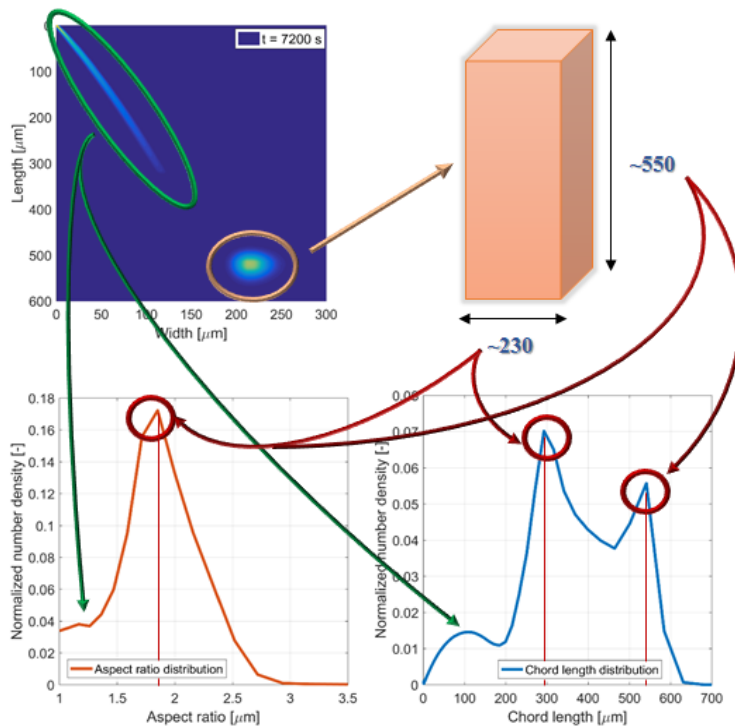 t = 7200 s
0
100
200
300
400
500
600
Length [μm]
0 50 100 150 200 250 300
Width [μm]
~550
~230
0.18
0.16
0.14
0.12
0.1
0.08
0.06
0.04
0.02
0
Normalized number density [-]
Aspect ratio distribution
1 1.5 2 2.5 3 3.5
Aspect ratio [μm]
0.08
0.07
0.06
0.05
0.04
0.03
0.02
0.01
0
Normalized number density [-]
Chord length distribution
0 100 200 300 400 500 600 700
Chord length [μm]